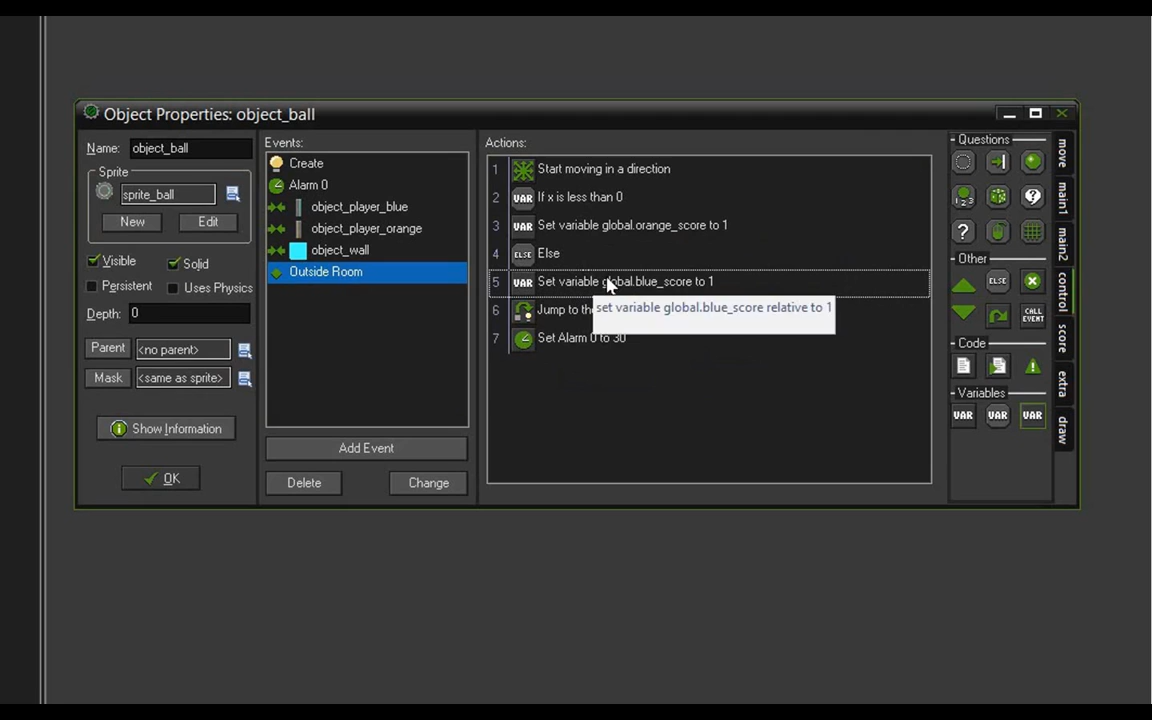 Object Properties: object_ball
Name: object_ball
Sprite
sprite_ball
New Edit
Visible Solid
Persistent Uses Physics
Depth: 0
Parent <no parent>
Mask <same as sprite>
Show Information
OK
Events:
Create
Alarm 0
object_player_blue
object_player_orange
object_wall
Outside Room
Add Event
Delete Change
Actions:
1 Start moving in a direction
2 VAR If x is less than 0
3 VAR Set variable global.orange_score to 1
4 ELSE Else
5 VAR Set variable global.blue_score to 1
set variable global.blue_score relative to 1
6 Jump to the
7 Set Alarm 0 to 30
Questions
? ?
Other
ELSE
CALL EVENT
Code
Variables
VAR VAR VAR
move
main1
main2
control
score
extra
draw